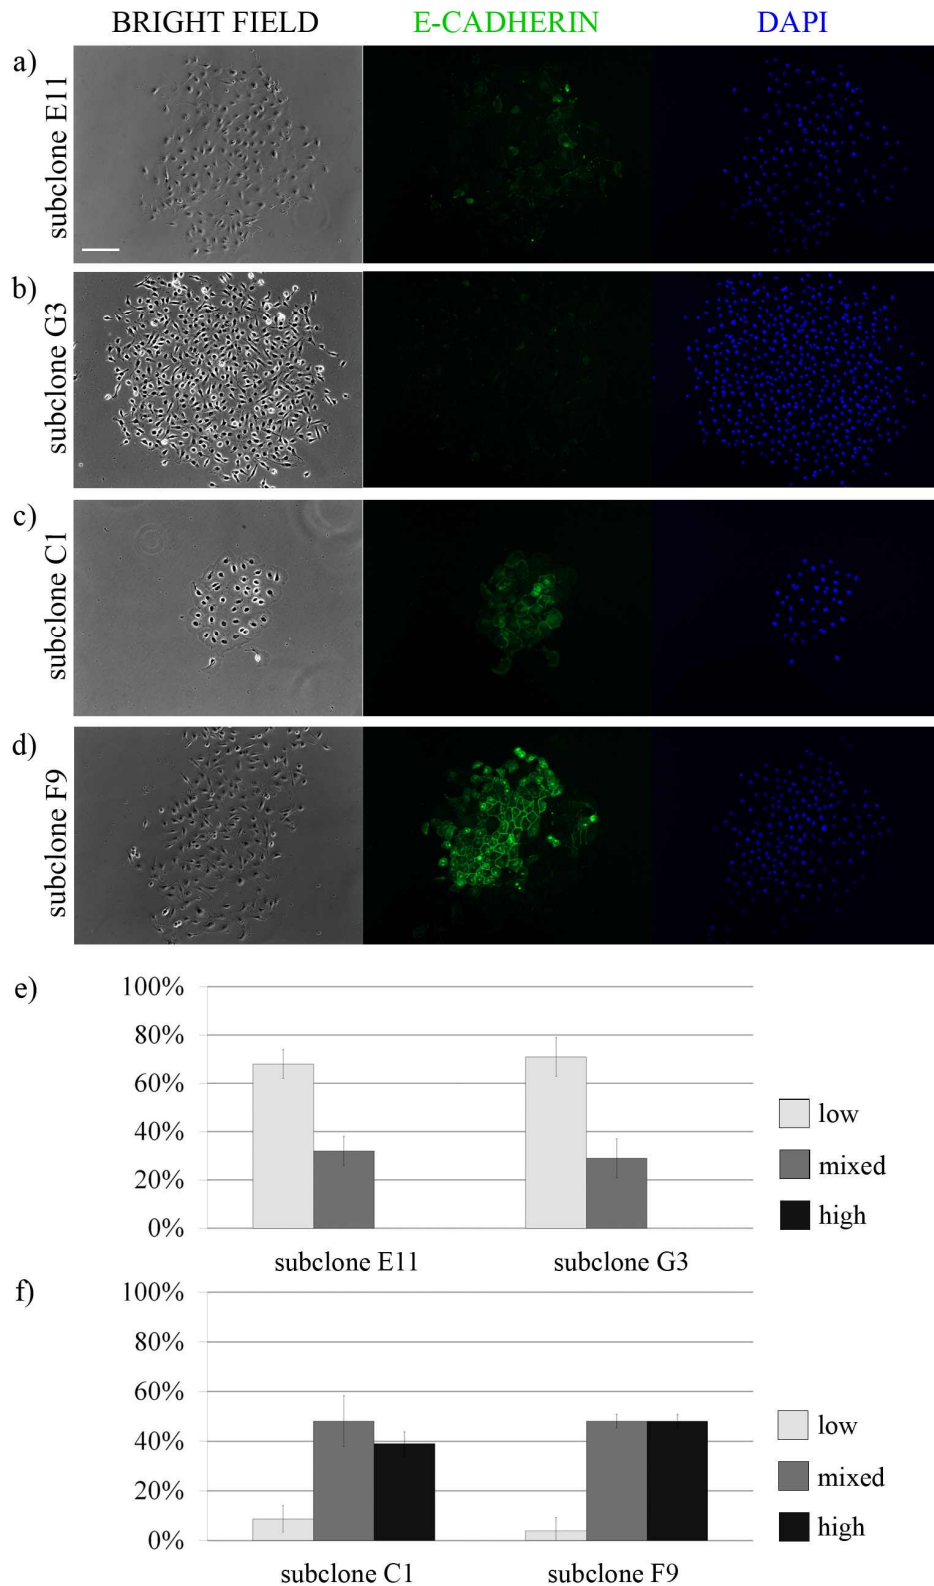 BRIGHT FIELD E-CADHERIN DAPI
a) subclone E11
b) subclone G3
c) subclone C1
d) subclone F9
e)
100%
80%
60%
40%
20%
0%
subclone E11 subclone G3
low
mixed
high
f)
100%
80%
60%
40%
20%
0%
subclone C1 subclone F9
low
mixed
high